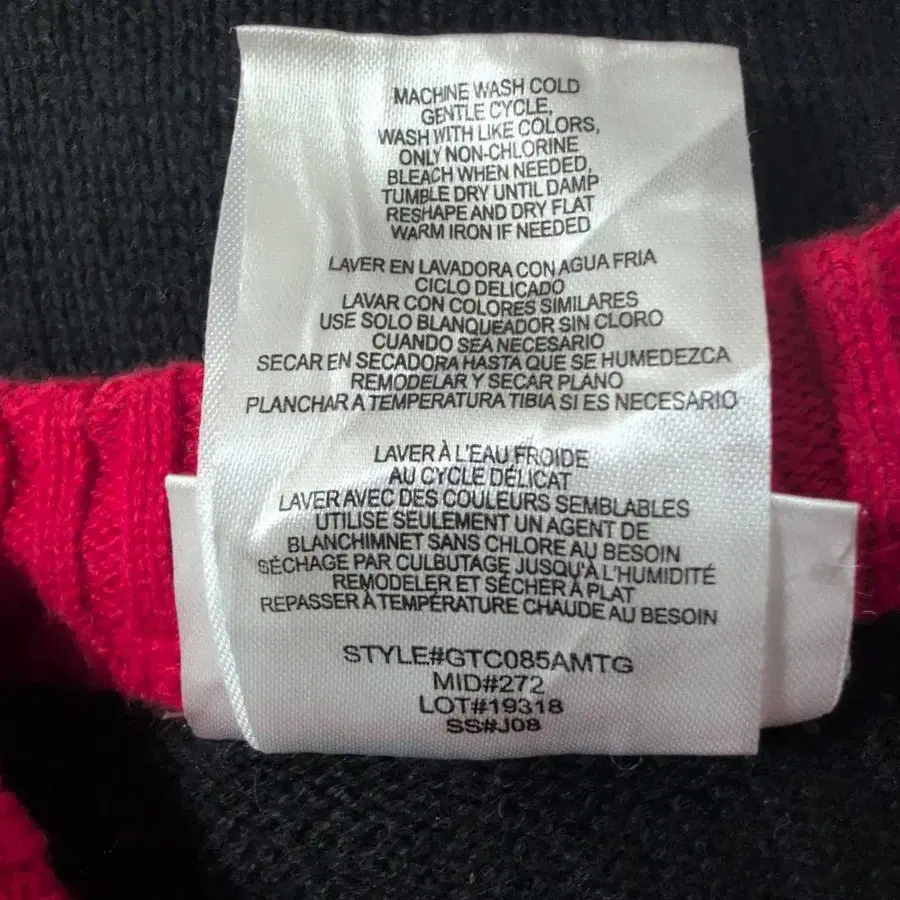 MACHINE WASH COLD
GENTLE CYCLE,
WASH WITH LIKE COLORS,
ONLY NON-CHLORINE
BLEACH WHEN NEEDED,
TUMBLE DRY UNTIL DAMP
RESHAPE AND DRY FLAT
WARM IRON IF NEEDED
LAVER EN LAVADORA CON AGUA FRIA
CICLO DELICADO
LAVAR CON COLORES SIMILARES
USE SOLO BLANQUEADOR SIN CLORO
CUANDO SEA NECESARIO
SECAR EN SECADORA HASTA QUE SE HUMEDEZCA
REMODELAR Y SECAR PLANO
PLANCHAR A TEMPERATURA TIBIA SI ES NECESARIO
LAVER À L'EAU FROIDE
AU CYCLE DÉLICAT
LAVER AVEC DES COULEURS SEMBLABLES
UTILISE SEULEMENT UN AGENT DE
BLANCHIMNET SANS CHLORE AU BESOIN
SÉCHAGE PAR CULBUTAGE JUSQU'À L'HUMIDITÉ
REMODELER ET SÉCHER À PLAT
REPASSER À TEMPÉRATURE CHAUDE AU BESOIN
STYLE#GTC085AMTG
MID#272
LOT#19318
SS#J08